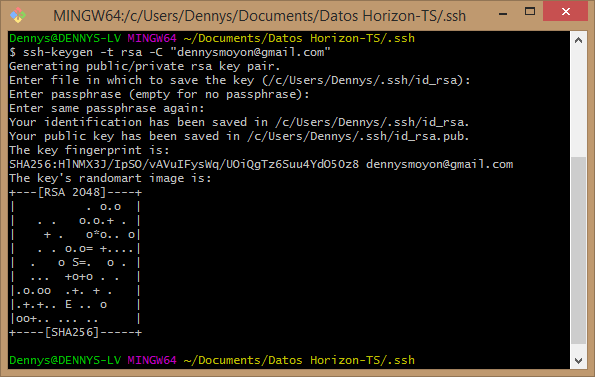 MINGW64:/c/Users/Dennys/Documents/Datos Horizon-TS/.ssh
Dennys@DENNYS-LV MINGW64 ~/Documents/Datos Horizon-TS/.ssh
$ ssh-keygen -t rsa -C "dennysmoyon@gmail.com"
Generating public/private rsa key pair.
Enter file in which to save the key (/c/Users/Dennys/.ssh/id_rsa):
Enter passphrase (empty for no passphrase):
Enter same passphrase again:
Your identification has been saved in /c/Users/Dennys/.ssh/id_rsa.
Your public key has been saved in /c/Users/Dennys/.ssh/id_rsa.pub.
The key fingerprint is:
SHA256:HlNMX3J/IpSO/vAVuIFysWq/UOiQgTz6Suu4YdO5Oz8 dennysmoyon@gmail.com
The key's randomart image is:
+---[RSA 2048]----+
|          . o.o  |
|   . .   o.o.+ . |
|    + .   o*o.. o|
|   . . o.o= +....|
|  .   o S=.  o . |
|  ...  +o+o . .  |
|.o.oo  .+. + .   |
|.+.+.. E .. o    |
|oo+.. ... ..     |
+----[SHA256]-----+
Dennys@DENNYS-LV MINGW64 ~/Documents/Datos Horizon-TS/.ssh